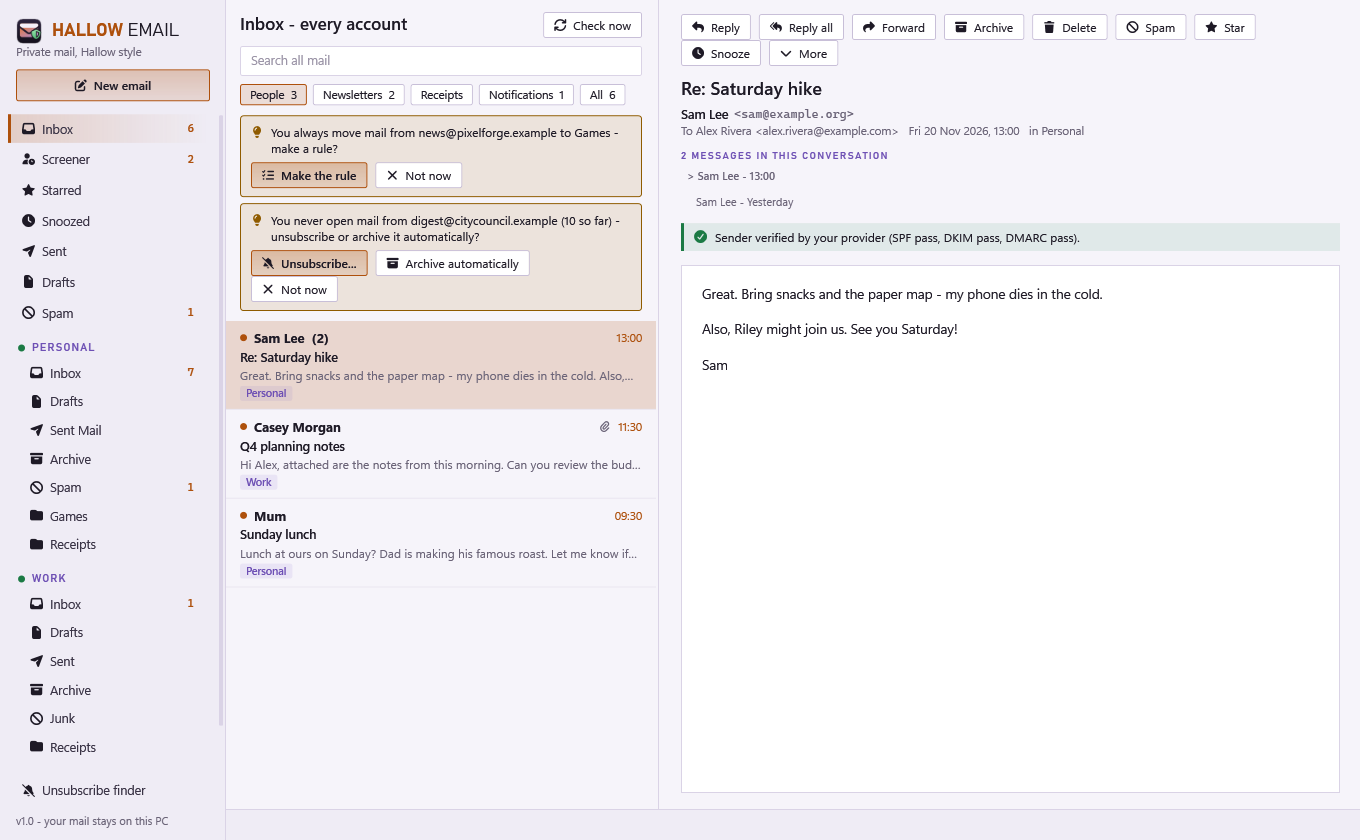 HALLOW EMAIL
Private mail, Hallow style
New email
Inbox 6
Screener 2
Starred
Snoozed
Sent
Drafts
Spam 1
PERSONAL
Inbox 7
Drafts
Sent Mail
Archive
Spam 1
Games
Receipts
WORK
Inbox 1
Drafts
Sent
Archive
Junk
Receipts
Unsubscribe finder
v1.0 - your mail stays on this PC
Inbox - every account
Check now
Search all mail
People 3 Newsletters 2 Receipts Notifications 1 All 6
You always move mail from news@pixelforge.example to Games -
make a rule?
Make the rule Not now
You never open mail from digest@citycouncil.example (10 so far) -
unsubscribe or archive it automatically?
Unsubscribe... Archive automatically
Not now
Sam Lee (2) 13:00
Re: Saturday hike
Great. Bring snacks and the paper map - my phone dies in the cold. Also,...
Personal
Casey Morgan 11:30
Q4 planning notes
Hi Alex, attached are the notes from this morning. Can you review the bud...
Work
Mum 09:30
Sunday lunch
Lunch at ours on Sunday? Dad is making his famous roast. Let me know if...
Personal
Reply Reply all Forward Archive Delete Spam Star
Snooze More
Re: Saturday hike
Sam Lee <sam@example.org>
To Alex Rivera <alex.rivera@example.com> Fri 20 Nov 2026, 13:00 in Personal
2 MESSAGES IN THIS CONVERSATION
> Sam Lee - 13:00
Sam Lee - Yesterday
Sender verified by your provider (SPF pass, DKIM pass, DMARC pass).
Great. Bring snacks and the paper map - my phone dies in the cold.
Also, Riley might join us. See you Saturday!
Sam